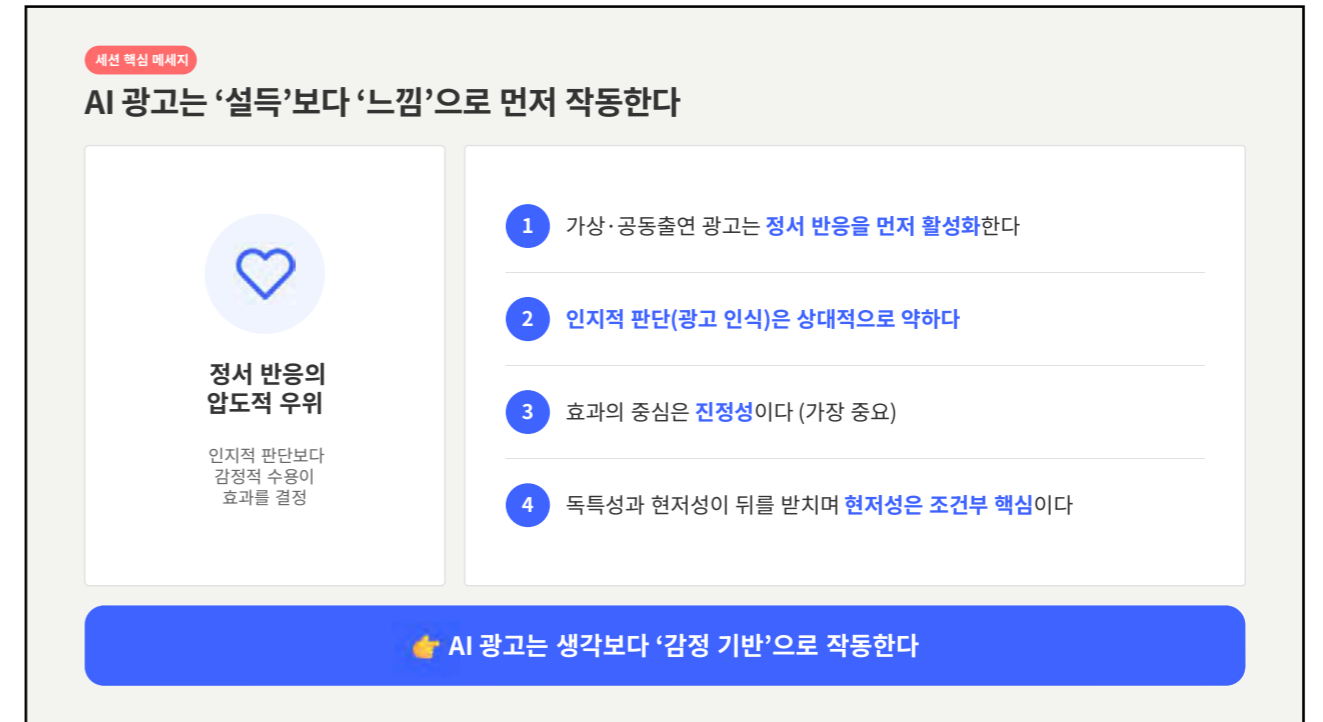 세션 핵심 메세지
AI 광고는 ‘설득’보다 ‘느낌’으로 먼저 작동한다
정서 반응의
압도적 우위
인지적 판단보다
감정적 수용이
효과를 결정
1 가상·공동출연 광고는 정서 반응을 먼저 활성화한다
2 인지적 판단(광고 인식)은 상대적으로 약하다
3 효과의 중심은 진정성이다 (가장 중요)
4 독특성과 현저성이 뒤를 받치며 현저성은 조건부 핵심이다
👉 AI 광고는 생각보다 ‘감정 기반’으로 작동한다